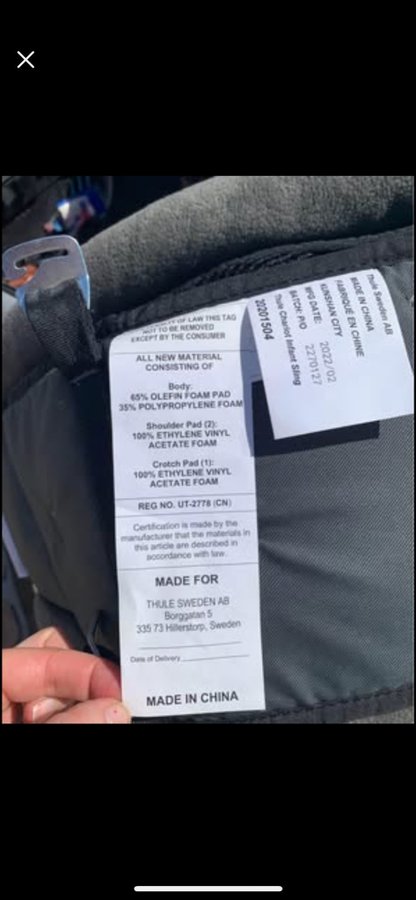 OF LAW THIS TAG
NOT TO BE REMOVED
EXCEPT BY THE CONSUMER
ALL NEW MATERIAL
CONSISTING OF
Body:
65% OLEFIN FOAM PAD
35% POLYPROPYLENE FOAM
Shoulder Pad (2):
100% ETHYLENE VINYL
ACETATE FOAM
Crotch Pad (1):
100% ETHYLENE VINYL
ACETATE FOAM
REG NO. UT-2778 (CN)
Certification is made by the
manufacturer that the materials in
this article are described in
accordance with law.
MADE FOR
THULE SWEDEN AB
Borggatan 5
335 73 Hillerstorp, Sweden
Date of Delivery
MADE IN CHINA
Thule Sweden AB
MADE IN CHINA
FABRIQUÉ EN CHINE
KUNSHAN CITY
MFG DATE: 2022/02
BATCH: P/O 2270127
Thule Chariot Infant Sling
20201504